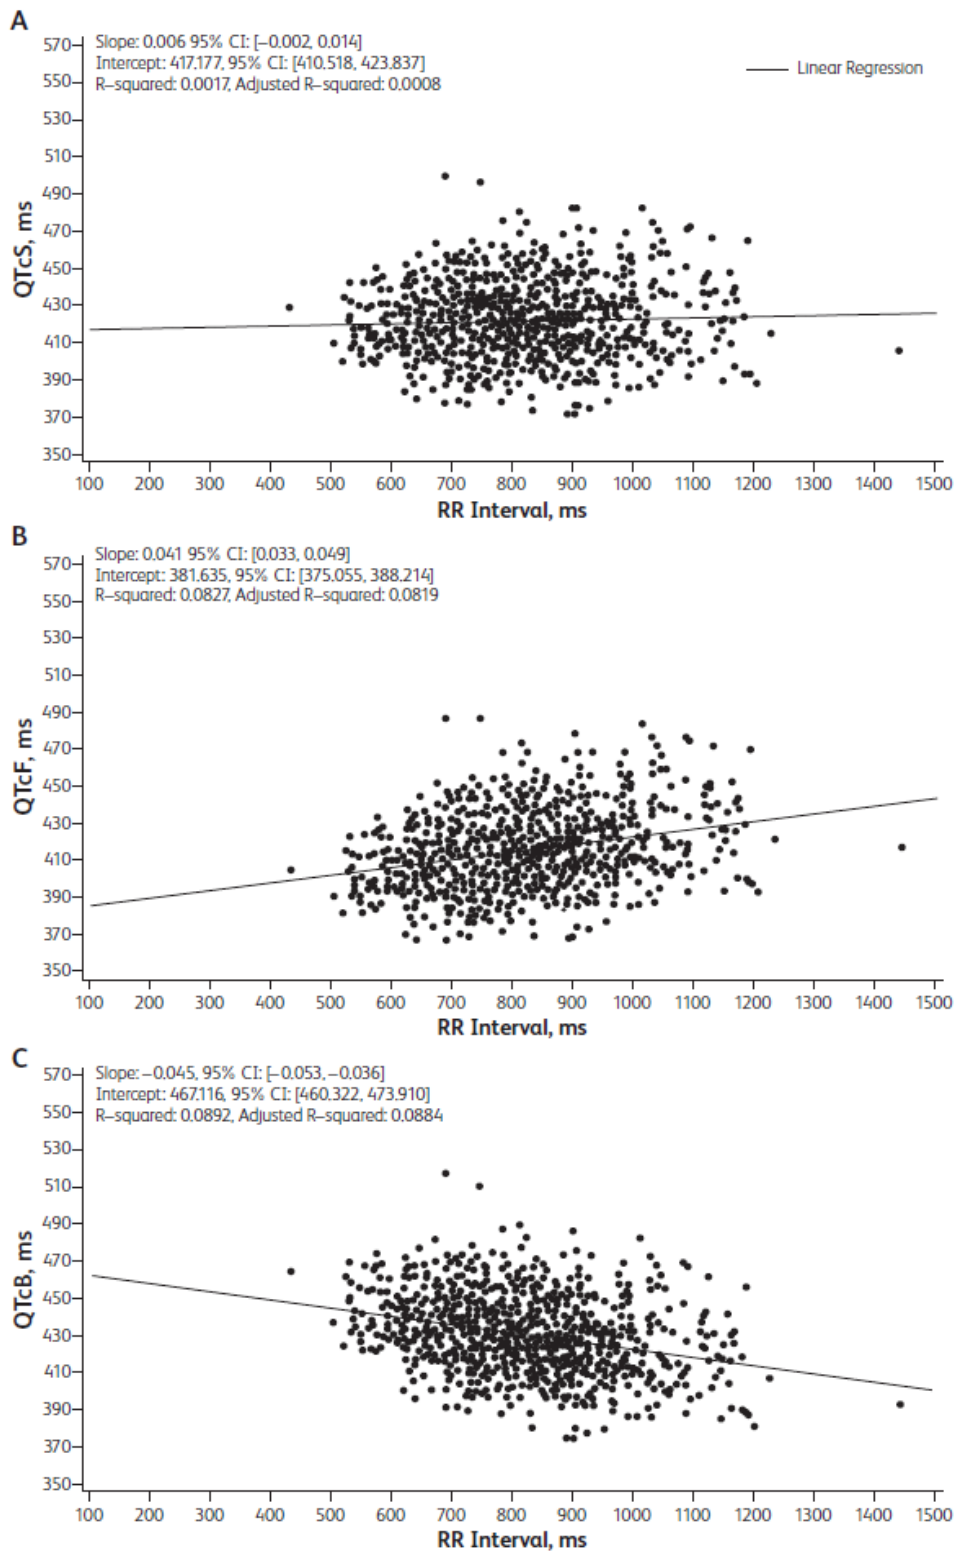 A
Slope: 0.006 95% CI: [−0.002, 0.014]
Intercept: 417.177, 95% CI: [410.518, 423.837]
R−squared: 0.0017, Adjusted R−squared: 0.0008
Linear Regression
570
550
530
510
490
470
450
430
410
390
370
350
QTcS, ms
100 200 300 400 500 600 700 800 900 1000 1100 1200 1300 1400 1500
RR Interval, ms
B
Slope: 0.041 95% CI: [0.033, 0.049]
Intercept: 381.635, 95% CI: [375.055, 388.214]
R−squared: 0.0827, Adjusted R−squared: 0.0819
570
550
530
510
490
470
450
430
410
390
370
350
QTcF, ms
100 200 300 400 500 600 700 800 900 1000 1100 1200 1300 1400 1500
RR Interval, ms
C
Slope: −0.045, 95% CI: [−0.053, −0.036]
Intercept: 467.116, 95% CI: [460.322, 473.910]
R−squared: 0.0892, Adjusted R−squared: 0.0884
570
550
530
510
490
470
450
430
410
390
370
350
QTcB, ms
100 200 300 400 500 600 700 800 900 1000 1100 1200 1300 1400 1500
RR Interval, ms